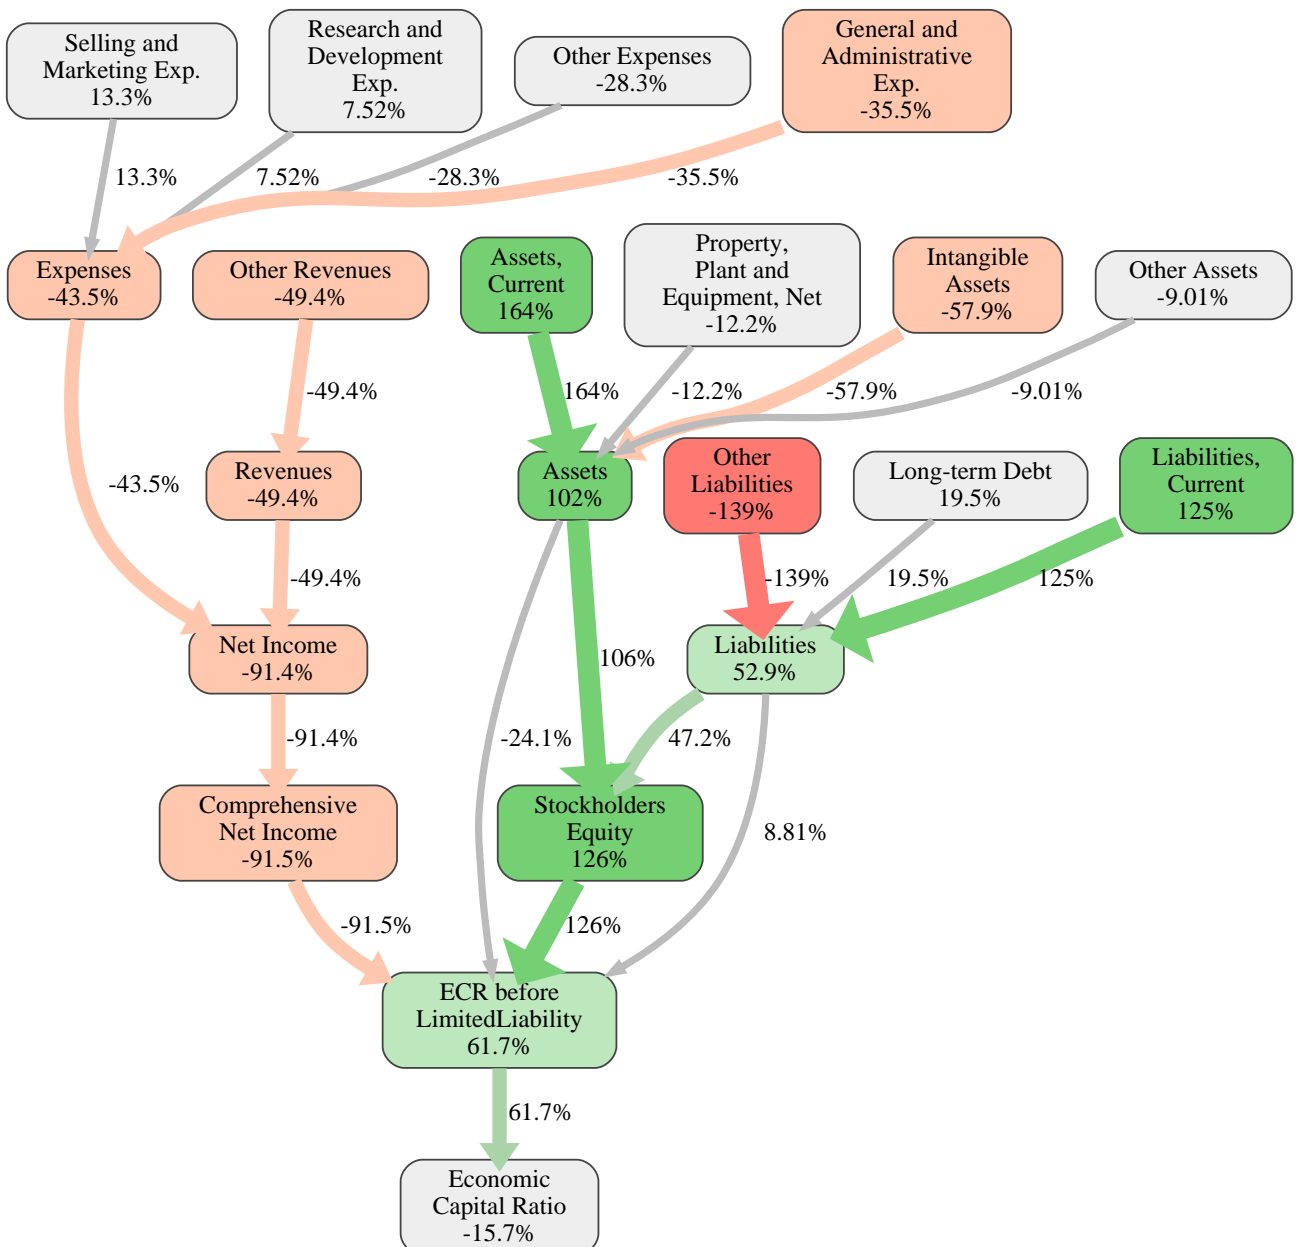 Selling and
Marketing Exp.
13.3%
Research and
Development
Exp.
7.52%
Other Expenses
-28.3%
General and
Administrative
Exp.
-35.5%
13.3%
7.52%
-28.3%
-35.5%
Expenses
-43.5%
Other Revenues
-49.4%
Assets,
Current
164%
Property,
Plant and
Equipment, Net
-12.2%
Intangible
Assets
-57.9%
Other Assets
-9.01%
-49.4%
164%
-12.2%
-57.9%
-9.01%
-43.5%
Revenues
-49.4%
Assets
102%
Other
Liabilities
-139%
Long-term Debt
19.5%
Liabilities,
Current
125%
-49.4%
-139%
19.5%
125%
Net Income
-91.4%
106%
Liabilities
52.9%
-91.4%
-24.1%
47.2%
Comprehensive
Net Income
-91.5%
Stockholders
Equity
126%
8.81%
-91.5%
126%
ECR before
LimitedLiability
61.7%
61.7%
Economic
Capital Ratio
-15.7%